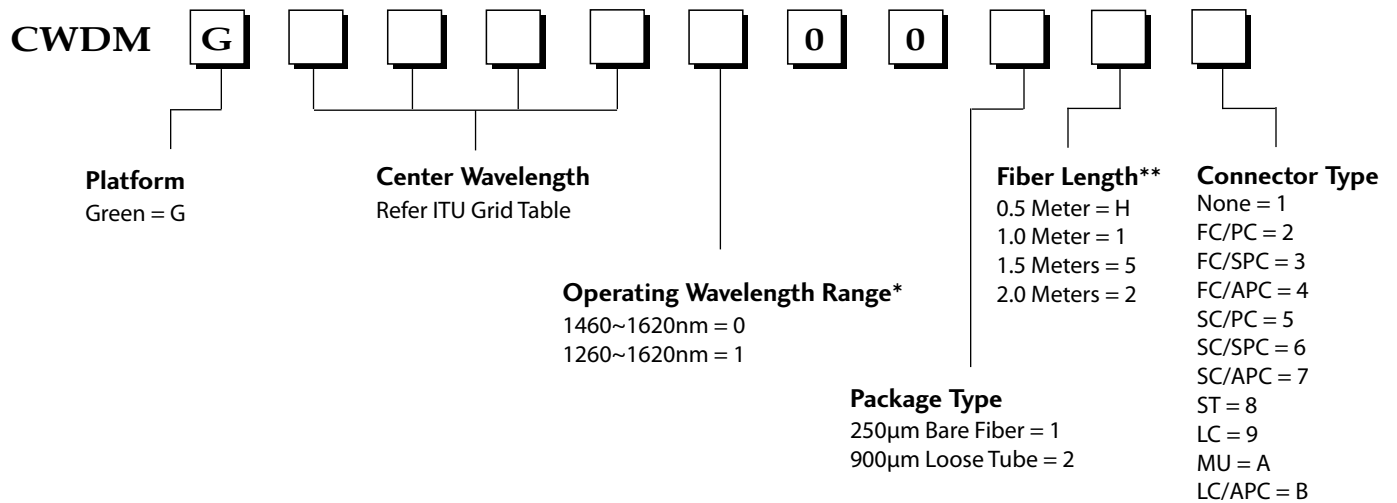 CWDM G 0 0
Platform
Green = G
Center Wavelength
Refer ITU Grid Table
Operating Wavelength Range*
1460~1620nm = 0
1260~1620nm = 1
Package Type
250µm Bare Fiber = 1
900µm Loose Tube = 2
Fiber Length**
0.5 Meter = H
1.0 Meter = 1
1.5 Meters = 5
2.0 Meters = 2
Connector Type
None = 1
FC/PC = 2
FC/SPC = 3
FC/APC = 4
SC/PC = 5
SC/SPC = 6
SC/APC = 7
ST = 8
LC = 9
MU = A
LC/APC = B